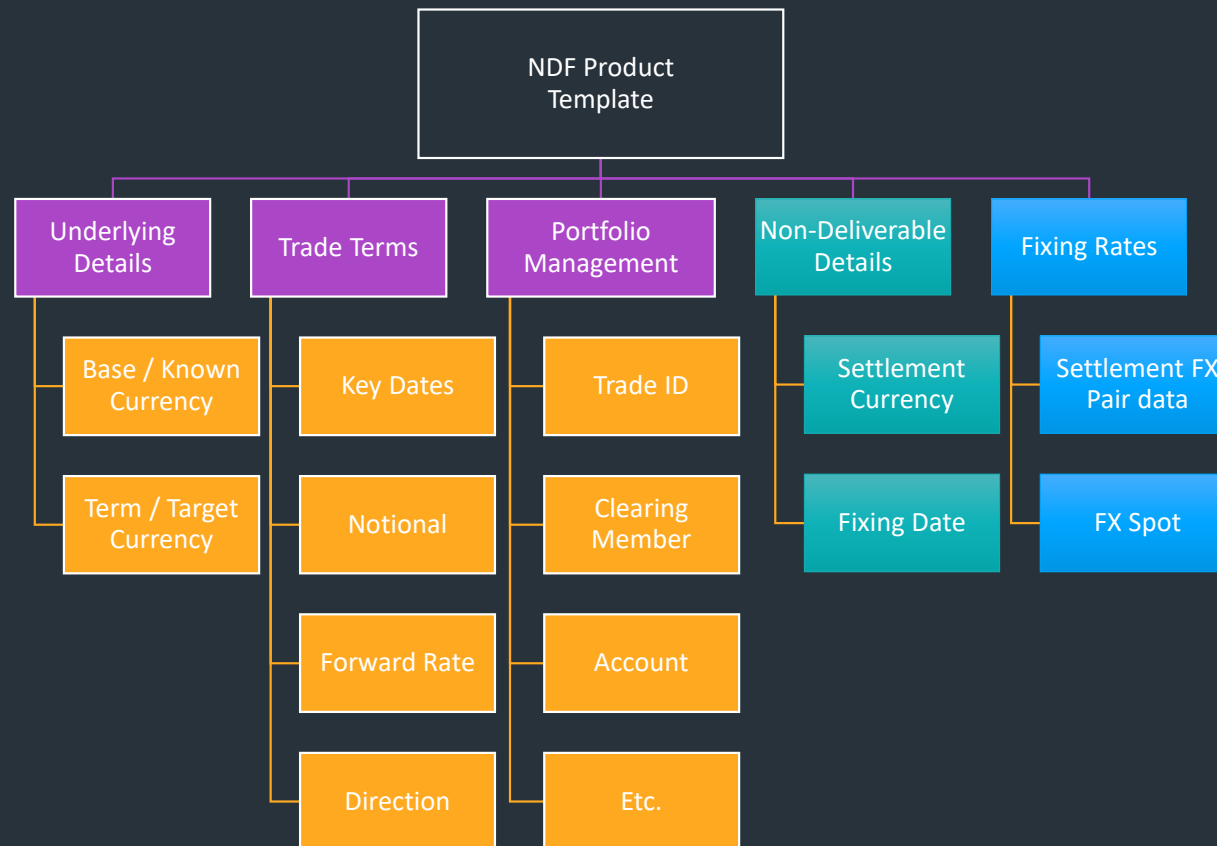 NDF Product
Template
Underlying
Details
Trade Terms
Portfolio
Management
Non-Deliverable
Details
Fixing Rates
Base / Known
Currency
Key Dates
Trade ID
Settlement
Currency
Settlement FX
Pair data
Term / Target
Currency
Notional
Clearing
Member
Fixing Date
FX Spot
Forward Rate
Account
Direction
Etc.